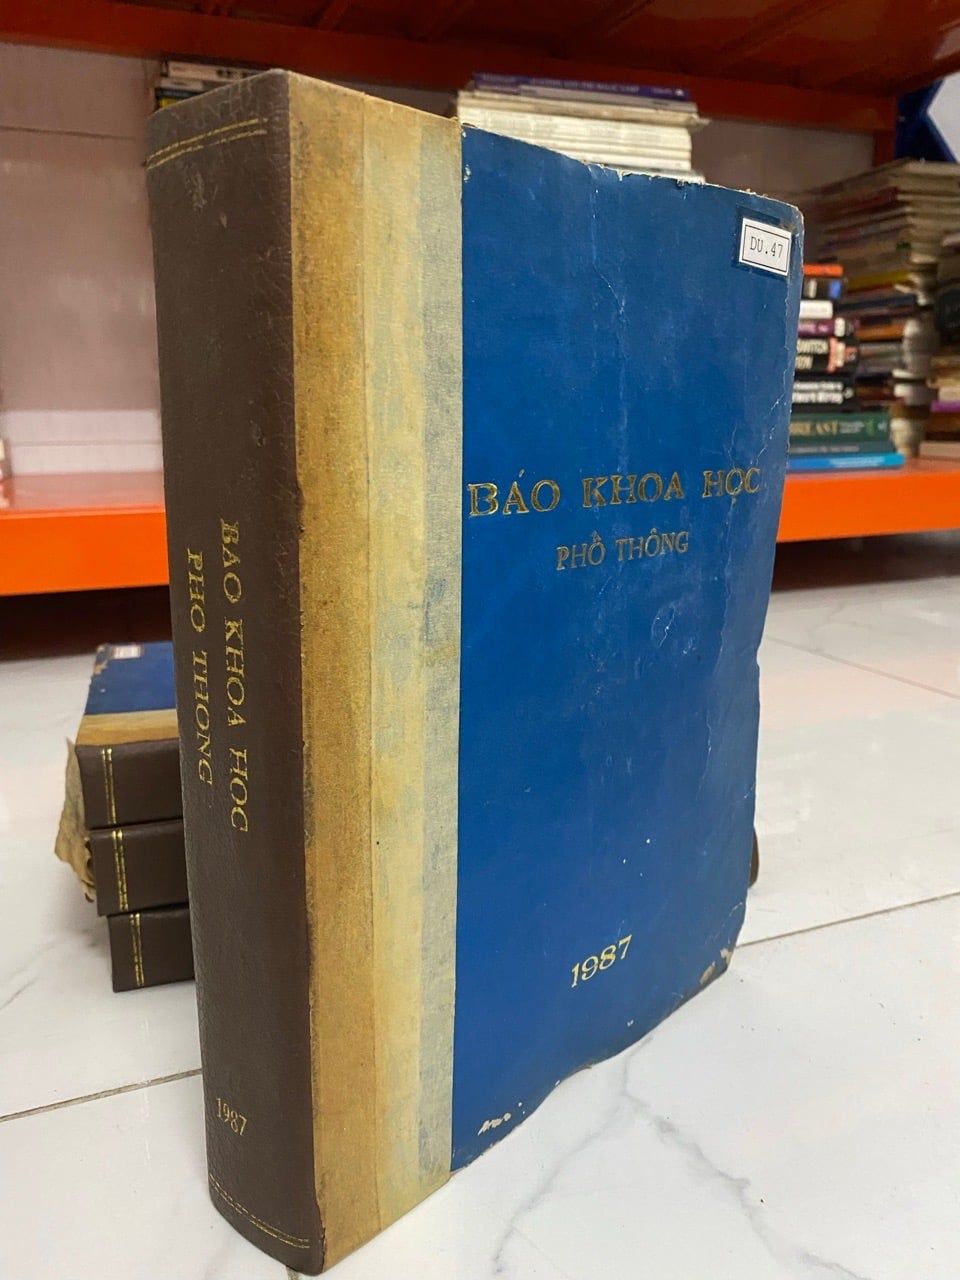 BAO KHOA HOC
PHO THONG
1987
DU.47
BÁO KHOA HỌC
PHỔ THÔNG
1987